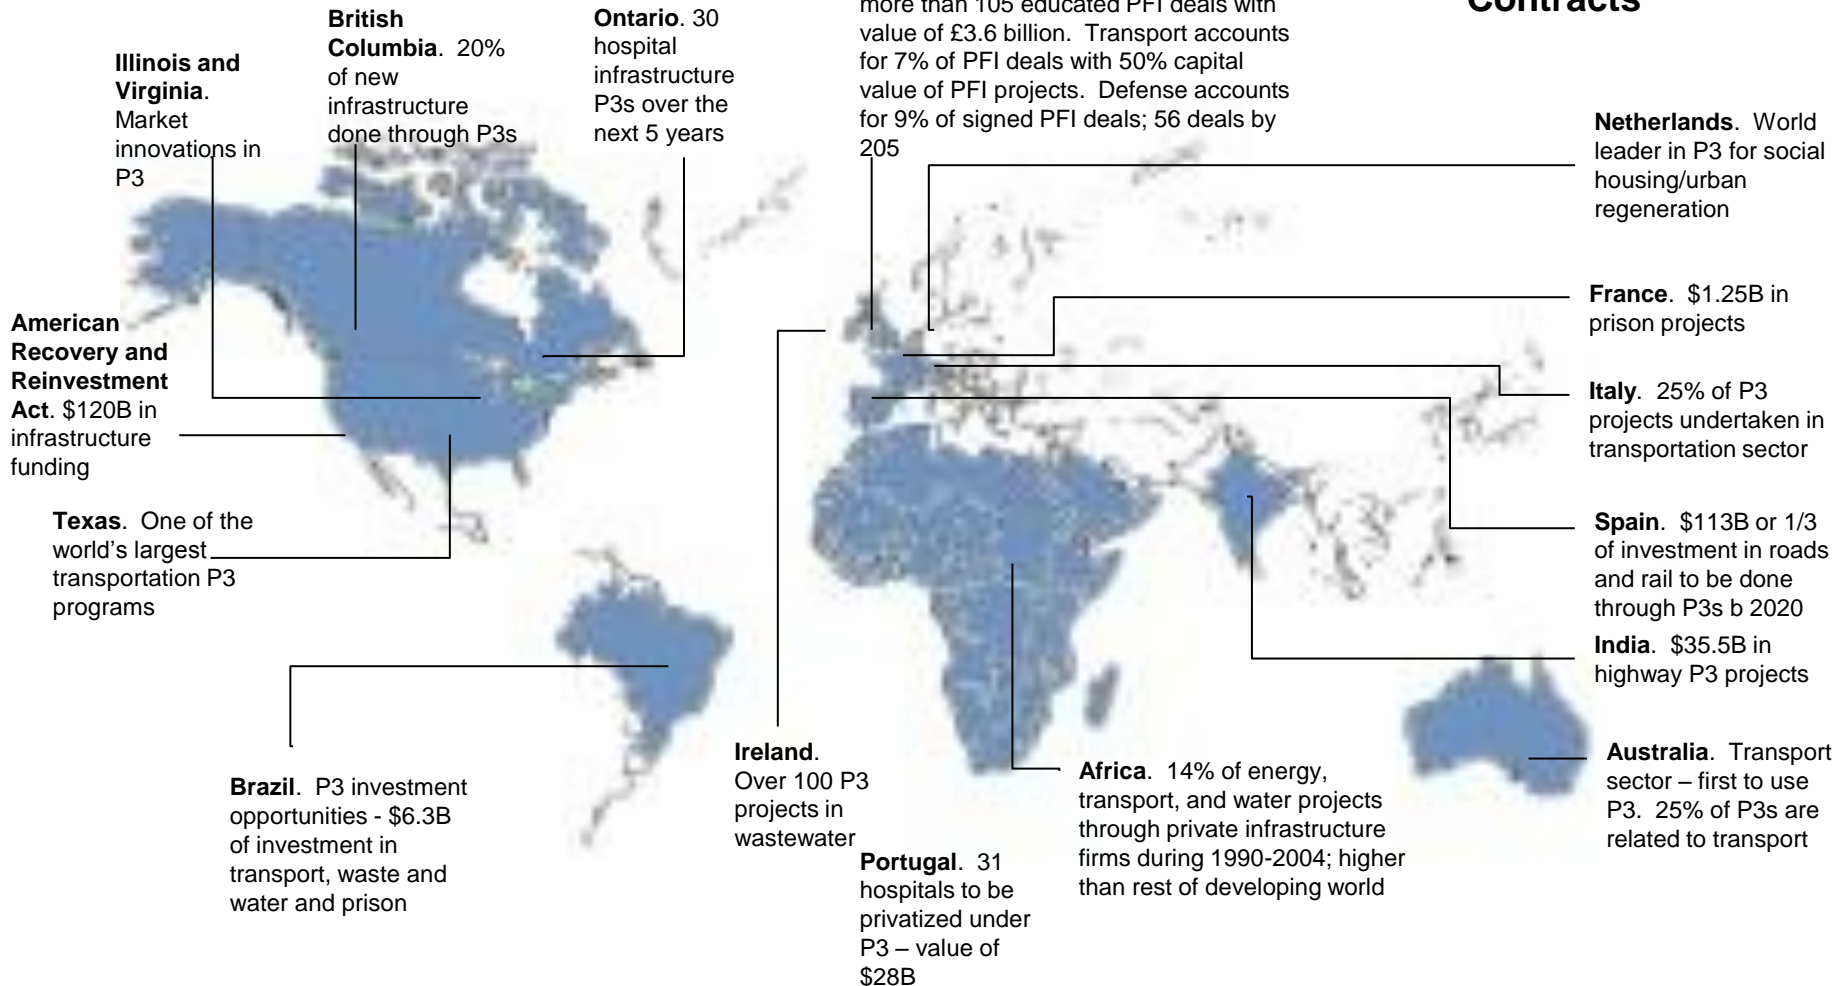 Contracts
more than 105 educated PFI deals with
value of £3.6 billion. Transport accounts
for 7% of PFI deals with 50% capital
value of PFI projects. Defense accounts
for 9% of signed PFI deals; 56 deals by
205
British
Columbia. 20%
of new
infrastructure
done through P3s
Ontario. 30
hospital
infrastructure
P3s over the
next 5 years
Illinois and
Virginia.
Market
innovations in
P3
Netherlands. World
leader in P3 for social
housing/urban
regeneration
France. $1.25B in
prison projects
American
Recovery and
Reinvestment
Act. $120B in
infrastructure
funding
Italy. 25% of P3
projects undertaken in
transportation sector
Texas. One of the
world's largest
transportation P3
programs
Spain. $113B or 1/3
of investment in roads
and rail to be done
through P3s b 2020
India. $35.5B in
highway P3 projects
Ireland.
Over 100 P3
projects in
wastewater
Australia. Transport
sector – first to use
P3. 25% of P3s are
related to transport
Africa. 14% of energy,
transport, and water projects
through private infrastructure
firms during 1990-2004; higher
than rest of developing world
Brazil. P3 investment
opportunities - $6.3B
of investment in
transport, waste and
water and prison
Portugal. 31
hospitals to be
privatized under
P3 – value of
$28B